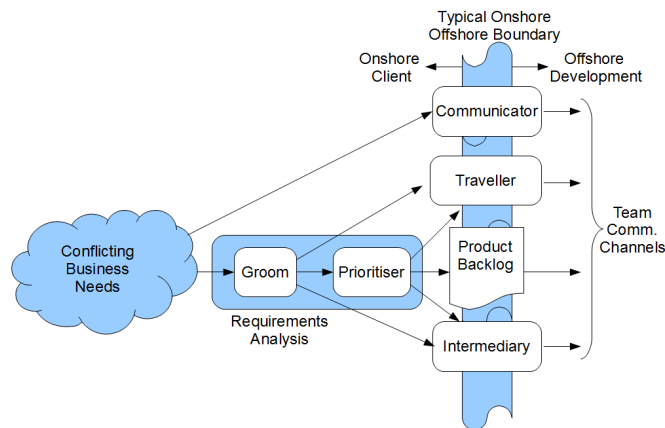 Typical Onshore
Offshore Boundary
Onshore
Client
Offshore
Development
Communicator
Traveller
Team
Comm.
Channels
Conflicting
Business
Needs
Groom
Prioritiser
Product
Backlog
Requirements
Analysis
Intermediary